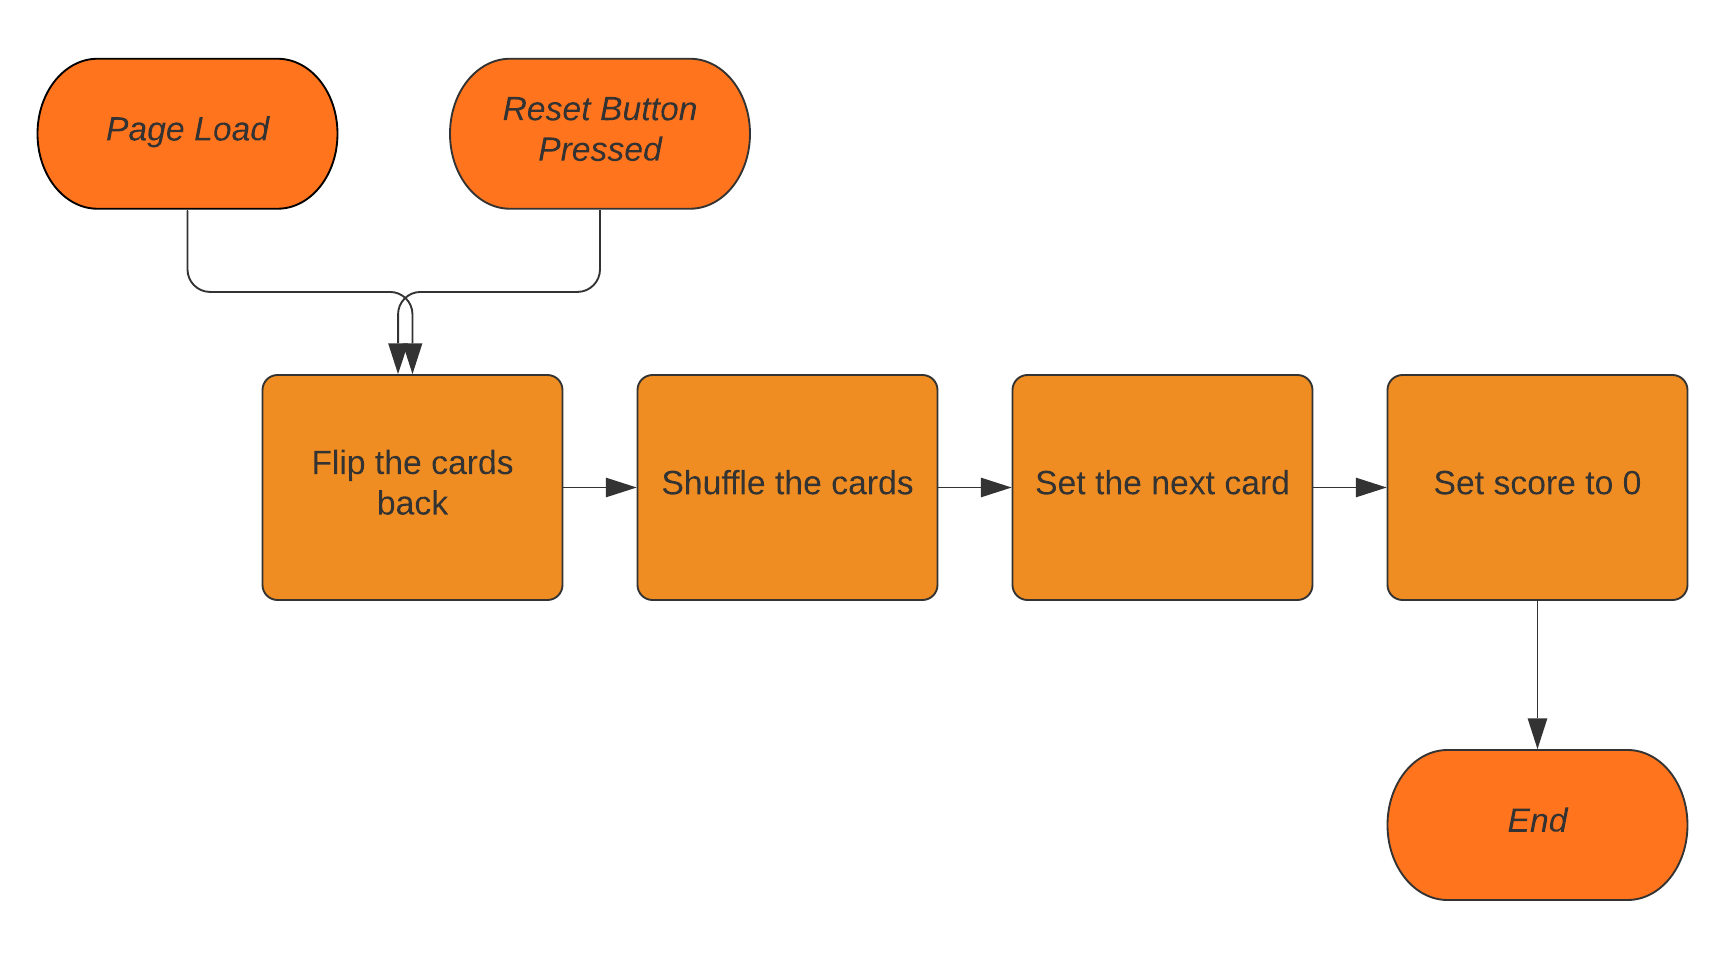 Page Load
Reset Button
Pressed
Flip the cards
back
Shuffle the cards
Set the next card
Set score to 0
End